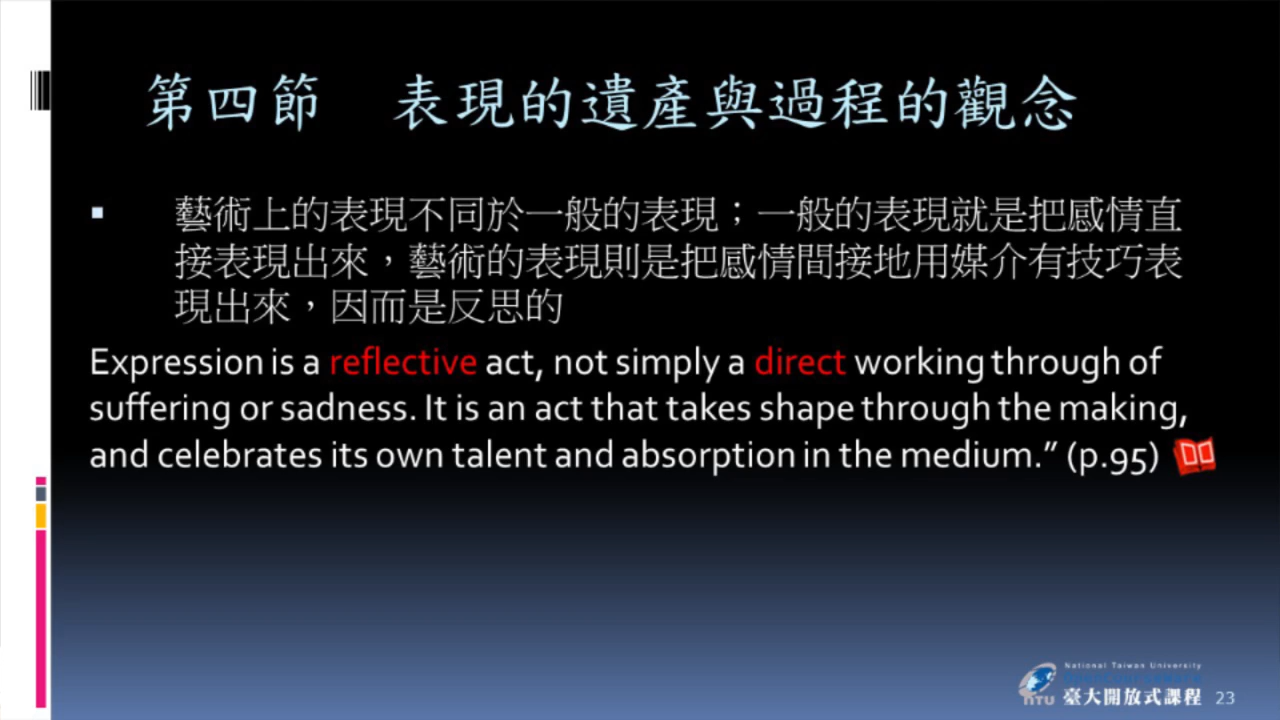 第四節　表現的遺產與過程的觀念
藝術上的表現不同於一般的表現；一般的表現就是把感情直
接表現出來，藝術的表現則是把感情間接地用媒介有技巧表
現出來，因而是反思的
Expression is a reflective act, not simply a direct working through of
suffering or sadness. It is an act that takes shape through the making,
and celebrates its own talent and absorption in the medium.” (p.95)
National Taiwan University
OpenCourseWare
NTU 臺大開放式課程 23